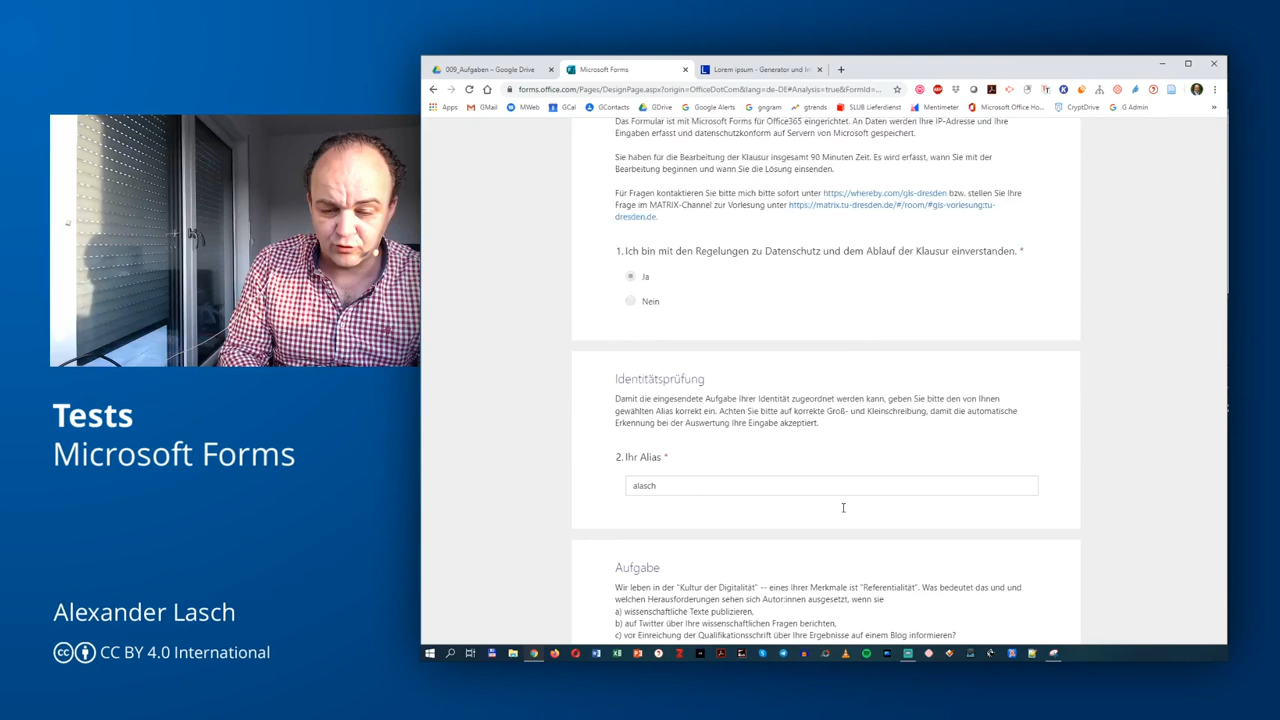 009_Aufgaben – Google Drive
Microsoft Forms
Lorem ipsum - Generator und In
forms.office.com/Pages/DesignPage.aspx?origin=OfficeDotCom&lang=de-DE#Analysis=true&FormId=...
Apps GMail MWeb GCal GContacts GDrive Google Alerts gngram gtrends SLUB Lieferdienst Mentimeter Microsoft Office Ho... CryptDrive G Admin »
Das Formular ist mit Microsoft Forms für Office365 eingerichtet. An Daten werden Ihre IP-Adresse und Ihre
Eingaben erfasst und datenschutzkonform auf Servern von Microsoft gespeichert.
Sie haben für die Bearbeitung der Klausur insgesamt 90 Minuten Zeit. Es wird erfasst, wann Sie mit der
Bearbeitung beginnen und wann Sie die Lösung einsenden.
Für Fragen kontaktieren Sie bitte mich bitte sofort unter https://whereby.com/gls-dresden bzw. stellen Sie Ihre
Frage im MATRIX-Channel zur Vorlesung unter https://matrix.tu-dresden.de/#/room/#gls-vorlesung:tu-
dresden.de.
1. Ich bin mit den Regelungen zu Datenschutz und dem Ablauf der Klausur einverstanden. *
Ja
Nein
Identitätsprüfung
Damit die eingesendete Aufgabe Ihrer Identität zugeordnet werden kann, geben Sie bitte den von Ihnen
gewählten Alias korrekt ein. Achten Sie bitte auf korrekte Groß- und Kleinschreibung, damit die automatische
Erkennung bei der Auswertung Ihre Eingabe akzeptiert.
2. Ihr Alias *
alasch
Aufgabe
Wir leben in der "Kultur der Digitalität" -- eines Ihrer Merkmale ist "Referentialität". Was bedeutet das und und
welchen Herausforderungen sehen sich Autor:innen ausgesetzt, wenn sie
a) wissenschaftliche Texte publizieren,
b) auf Twitter über Ihre wissenschaftlichen Fragen berichten,
c) vor Einreichung der Qualifikationsschrift über Ihre Ergebnisse auf einem Blog informieren?
Tests
Microsoft Forms
Alexander Lasch
CC BY 4.0 International